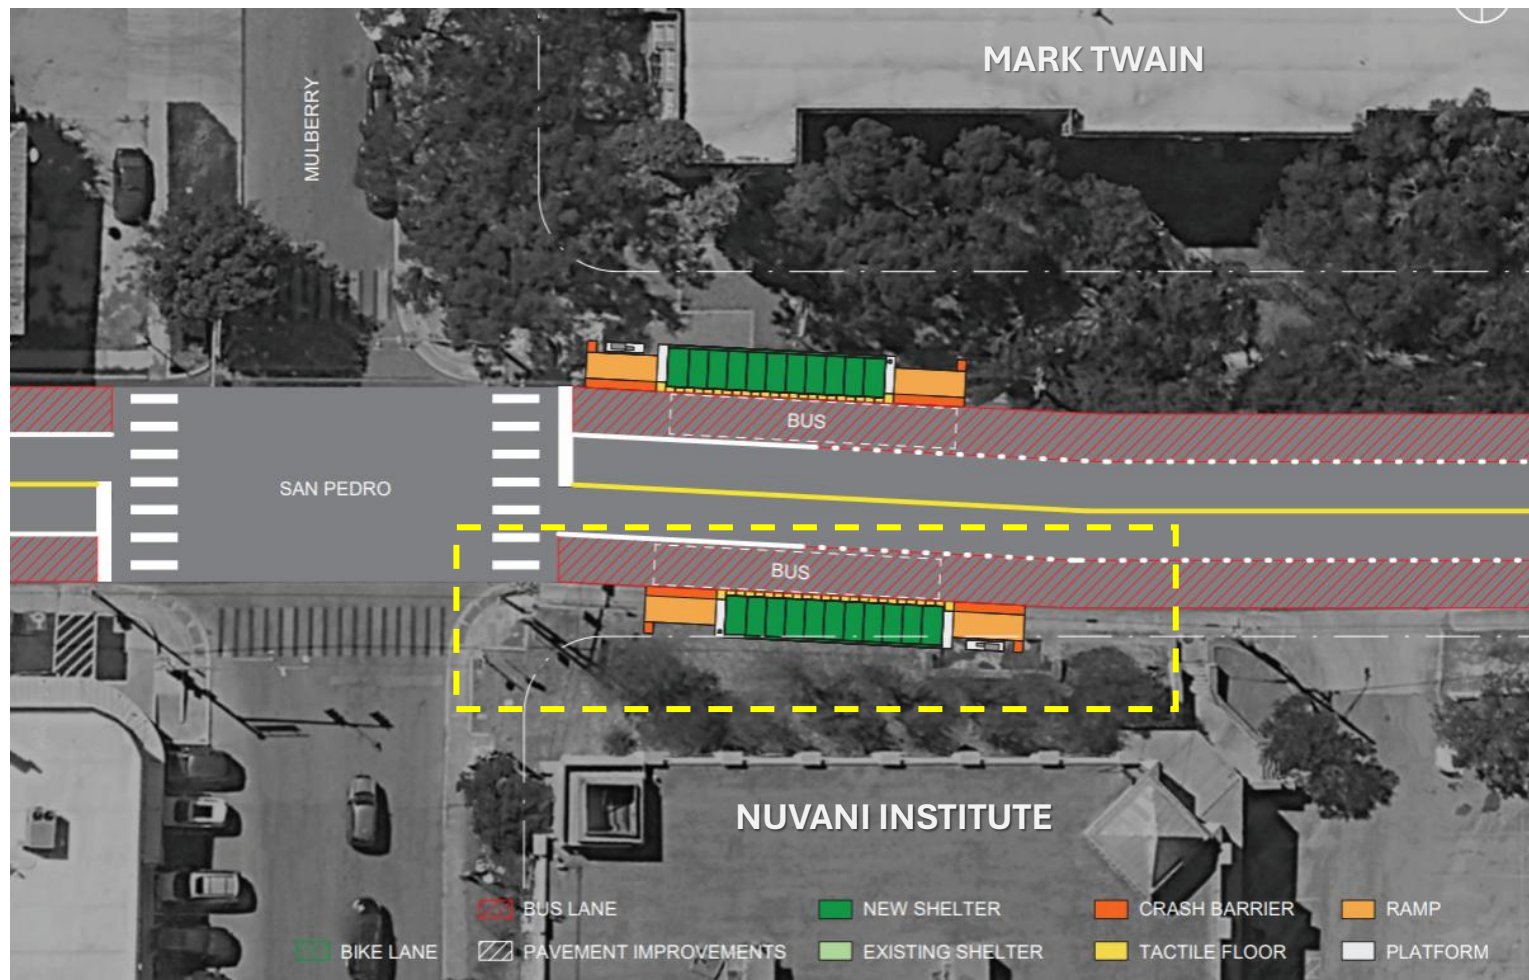 MARK TWAIN
MULBERRY
BUS
SAN PEDRO
BUS
NUVANI INSTITUTE
BUS LANE
NEW SHELTER
CRASH BARRIER
RAMP
BIKE LANE
PAVEMENT IMPROVEMENTS
EXISTING SHELTER
TACTILE FLOOR
PLATFORM